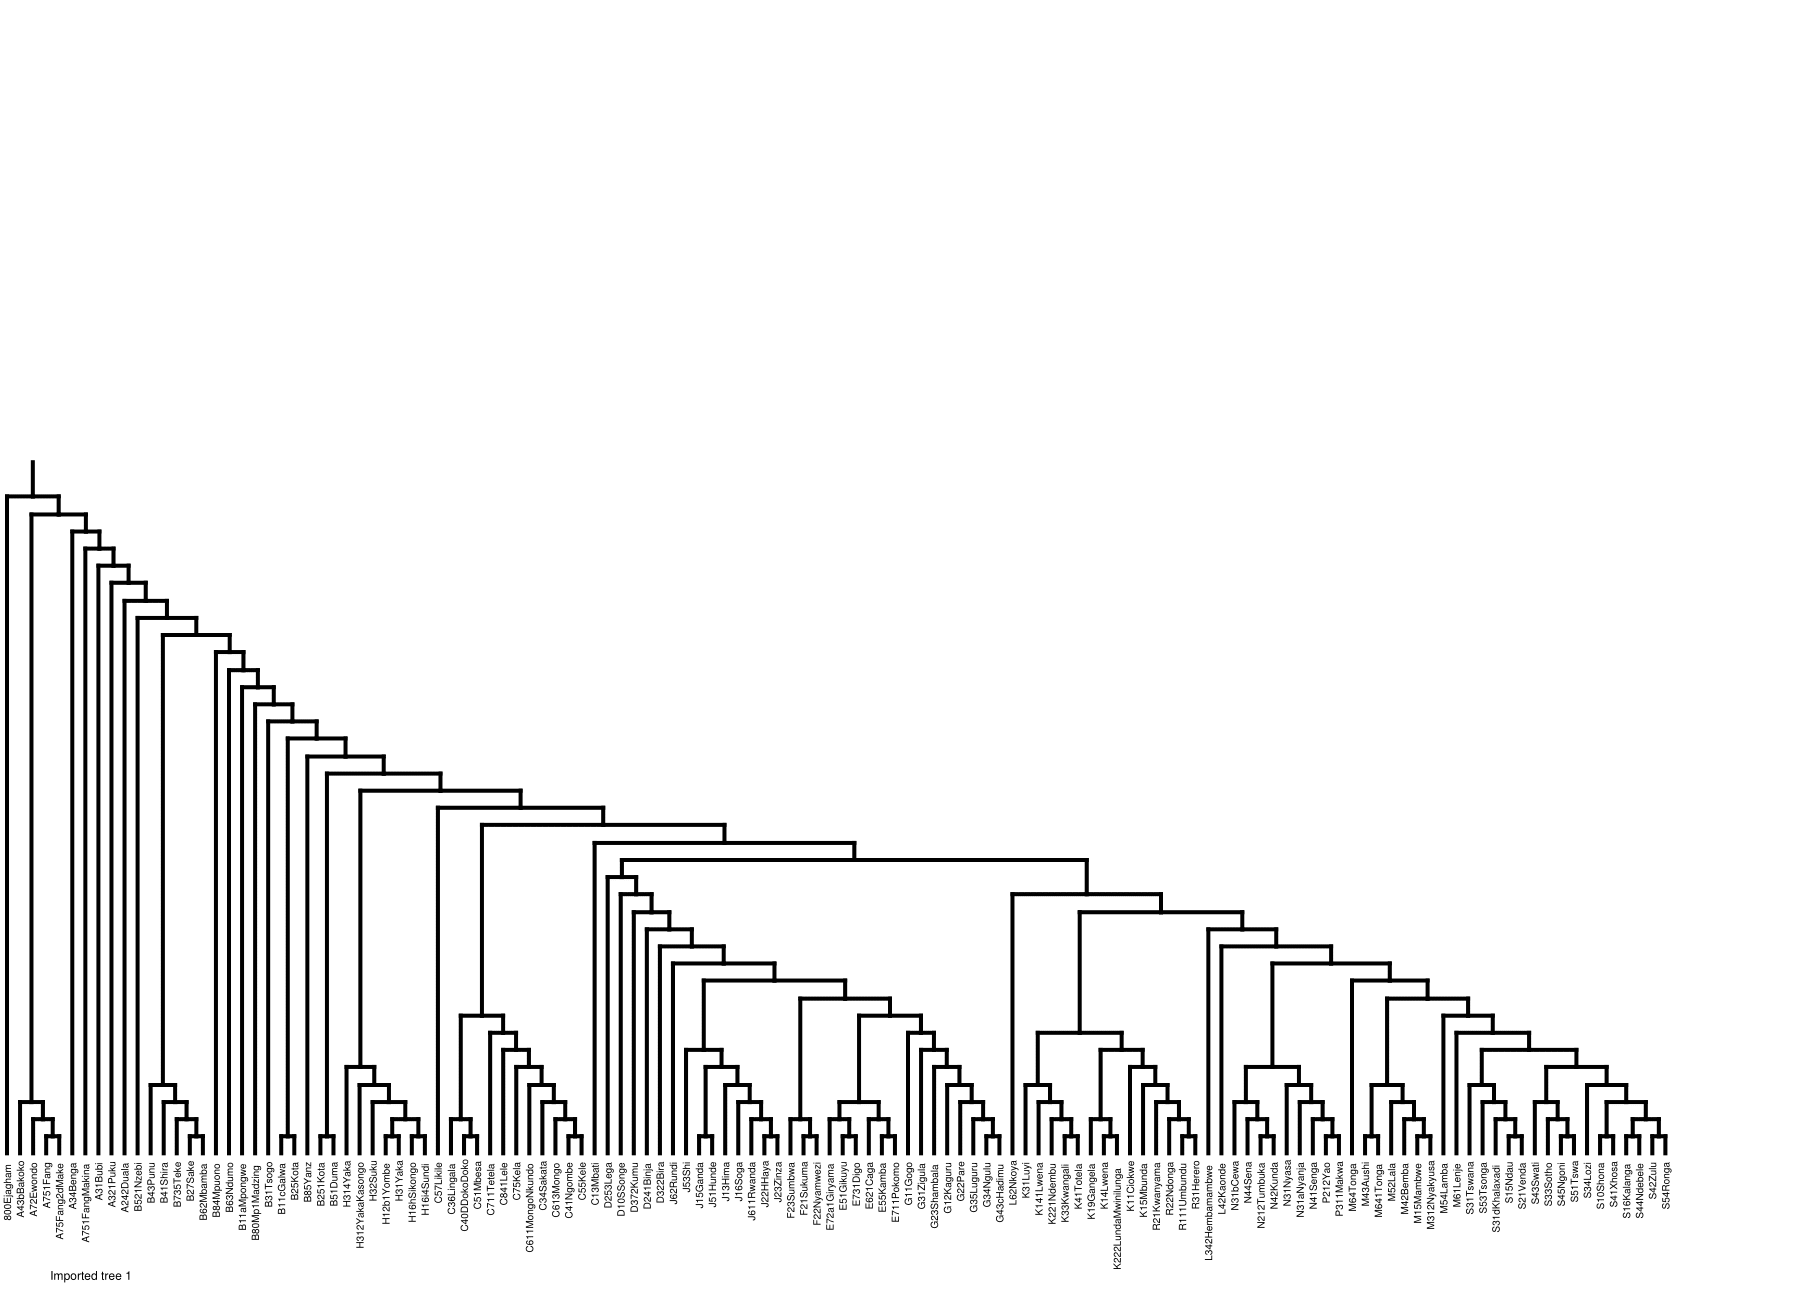 800Ejagham
A43bBakoko
A72Ewondo
A751Fang
A75Fang2dMake
A34Benga
A751FangMakina
A31Bubi
A321Puku
A242Duala
B521Nzebi
B43Punu
B41Shira
B735Teke
B27Sake
B62Mbamba
B84Mpuono
B63Ndumo
B11aMpongwe
B80Mp1Madzing
B31Tsogo
B11cGalwa
B25Kota
B85Yanz
B251Kota
B51Duma
H314Yaka
H312YakaKasongo
H32Suku
H12b1Yombe
H31Yaka
H16hSikongo
H16i4Sundi
C57Likile
C36Lingala
C40DDokoDoko
C51Mbesa
C711Tetela
C841Lele
C75Kela
C611MongoNkundo
C34Sakata
C613Mongo
C41Ngombe
C55Kele
C13Mbati
D253Lega
D10SSonge
D372Kumu
D241Binja
D322Bira
J62Rundi
J53Shi
J15Ganda
J51Hunde
J13Hima
J16Soga
J611Rwanda
J22HHaya
J23Zinza
F23Sumbwa
F21Sukuma
F22Nyamwezi
E72a1Giryama
E51Gikuyu
E731Digo
E621Caga
E55Kamba
E711Pokomo
G11Gogo
G31Zigula
G23Shambala
G12Kaguru
G22Pare
G35Luguru
G34Ngulu
G43cHadimu
L62Nkoya
K31Luyi
K141Lwena
K221Ndembu
K33Kwangali
K41Totela
K19Gangela
K14Lwena
K222LundaMwinilunga
K11Ciokwe
K15Mbunda
R21Kwanyama
R22Ndonga
R111Umbundu
R31Herero
L342Hembambwe
L42Kaonde
N31bCewa
N44Sena
N212Tumbuka
N42Kunda
N31Nyasa
N31aNyanja
N41Senga
P212Yao
P311Makwa
M64Tonga
M43Aushi
M641Tonga
M52Lala
M42Bemba
M15Mambwe
M312Nyakyusa
M54Lamba
M61Lenje
S31Tswana
S53Tsonga
S31dKhalaxadi
S15Ndau
S21Venda
S43Swati
S33Sotho
S45Ngoni
S51Tswa
S34Lozi
S10Shona
S41Xhosa
S16Kalanga
S44Ndebele
S42Zulu
S54Ronga
Imported tree 1